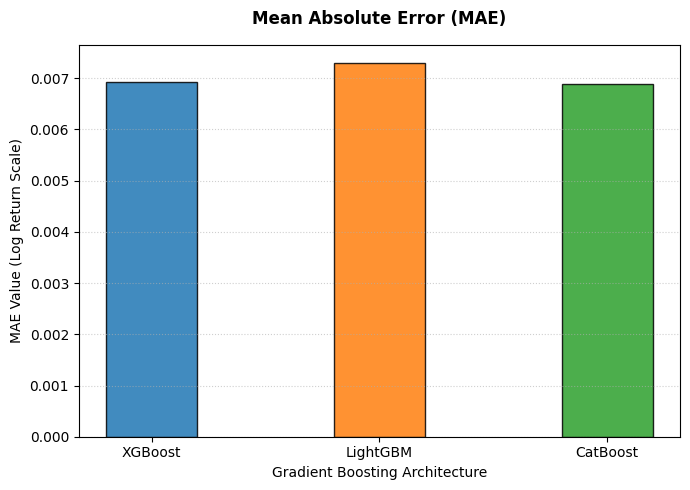 Mean Absolute Error (MAE)
MAE Value (Log Return Scale)
0.007
0.006
0.005
0.004
0.003
0.002
0.001
0.000
XGBoost
LightGBM
CatBoost
Gradient Boosting Architecture